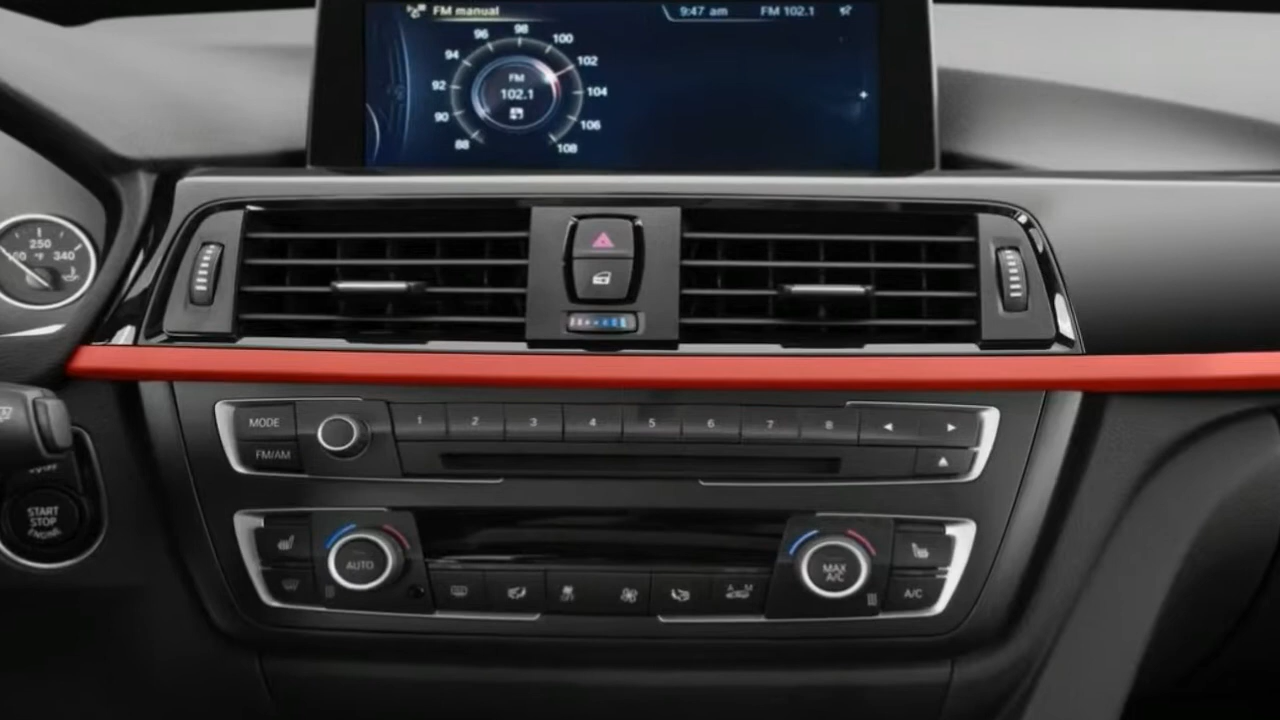 FM manual
9:47 am
FM 102.1
88
90
92
94
96
98
100
102
104
106
108
FM
102.1
250
340
°F
MODE
FM/AM
1 2 3 4 5 6 7 8
START
STOP
ENGINE
AUTO
MAX
A/C
A M
A/C